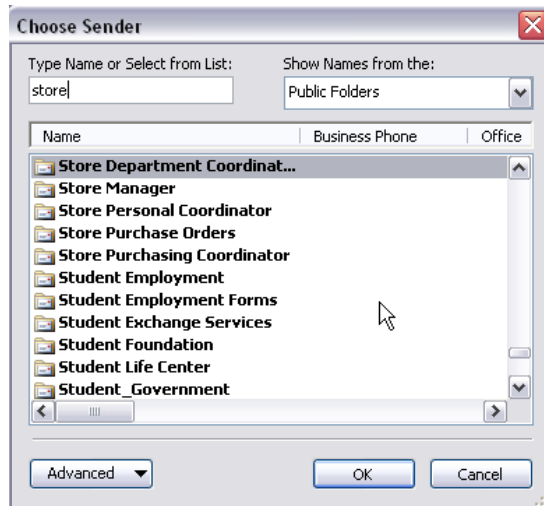 Choose Sender
Type Name or Select from List: Show Names from the:
store Public Folders
Name Business Phone Office
Store Department Coordinat...
Store Manager
Store Personal Coordinator
Store Purchase Orders
Store Purchasing Coordinator
Student Employment
Student Employment Forms
Student Exchange Services
Student Foundation
Student Life Center
Student_Government
Advanced OK Cancel